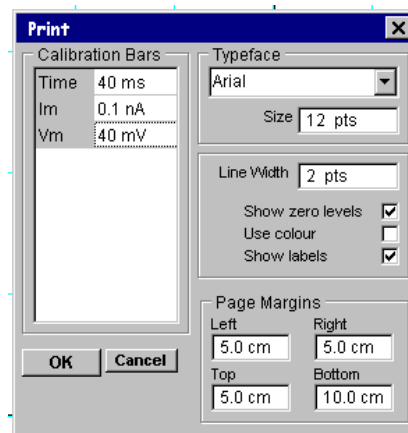 Print
Calibration Bars
Time 40 ms
Im 0.1 nA
Vm 40 mV
OK Cancel
Typeface
Arial
Size 12 pts
Line Width 2 pts
Show zero levels
Use colour
Show labels
Page Margins
Left Right
5.0 cm 5.0 cm
Top Bottom
5.0 cm 10.0 cm